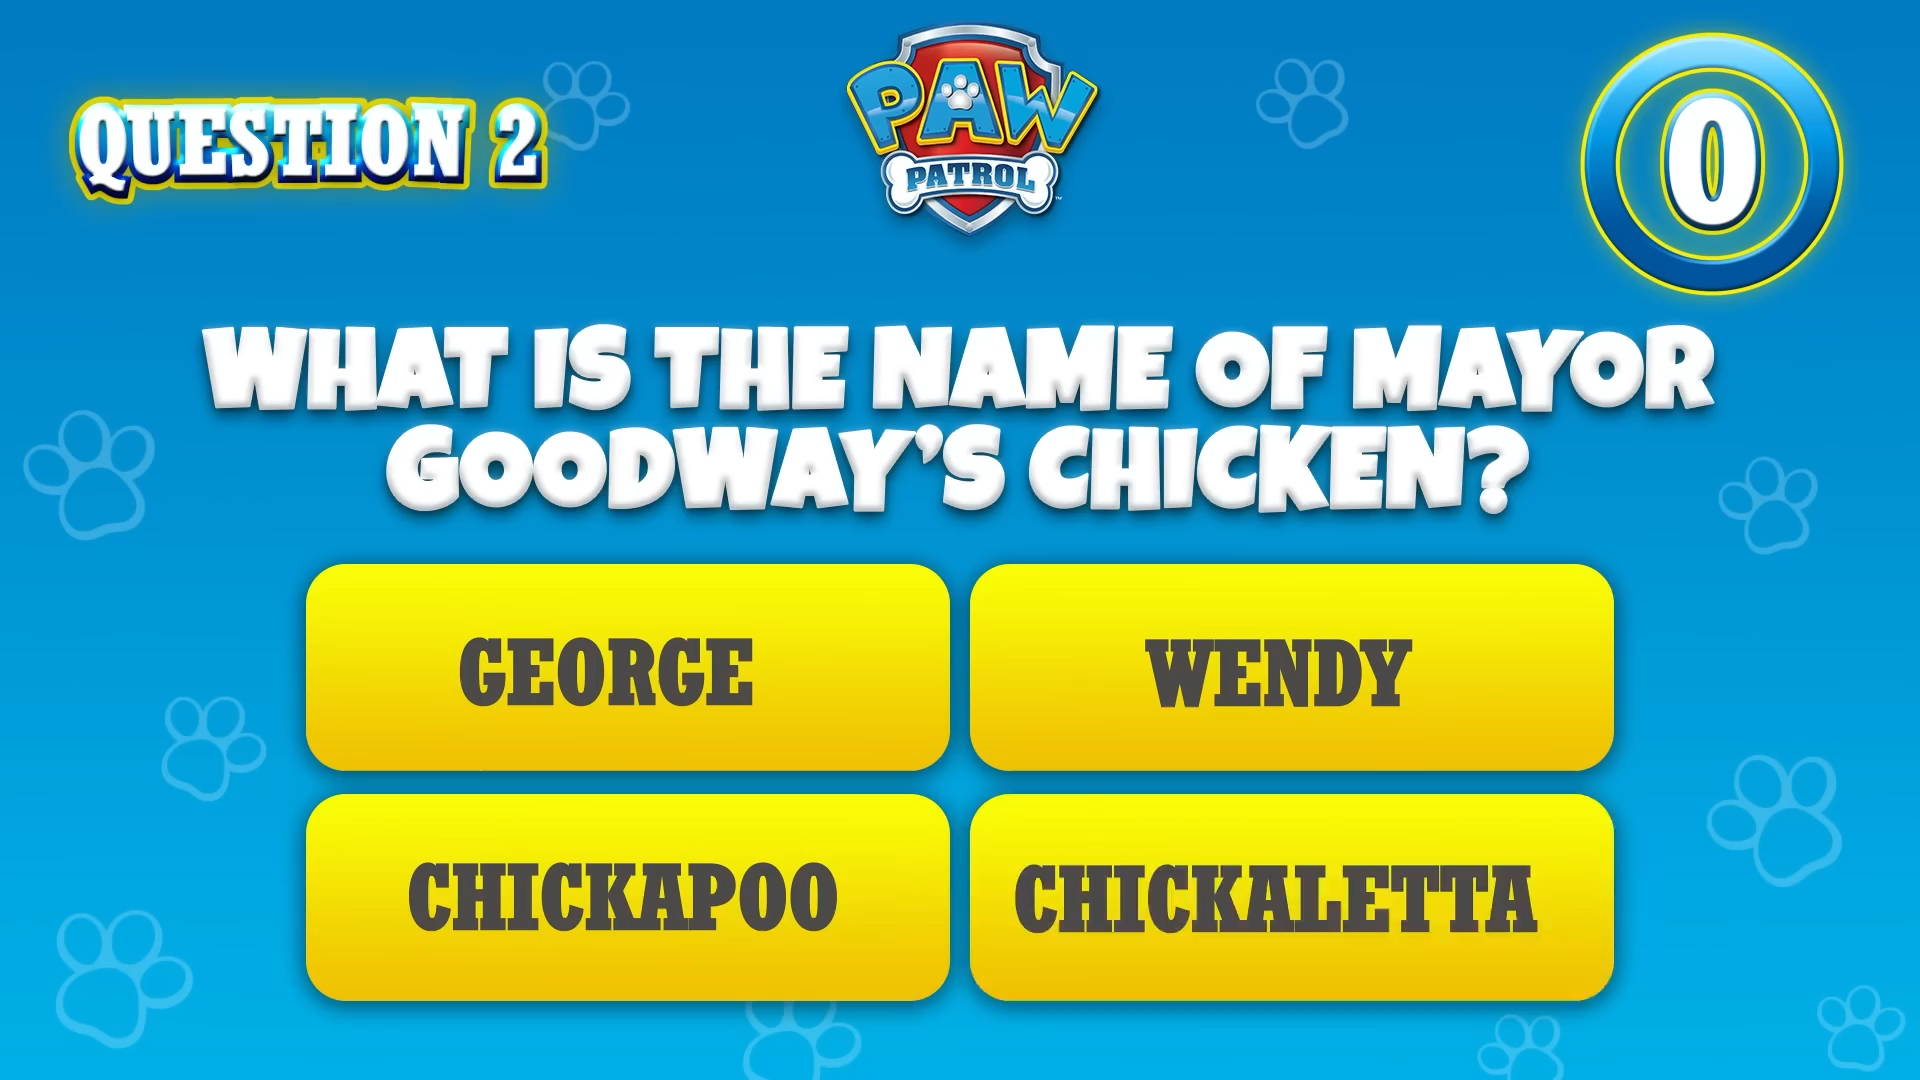 QUESTION 2
PAW
PATROL
0
WHAT IS THE NAME OF MAYOR
GOODWAY’S CHICKEN?
GEORGE
WENDY
CHICKAPOO
CHICKALETTA